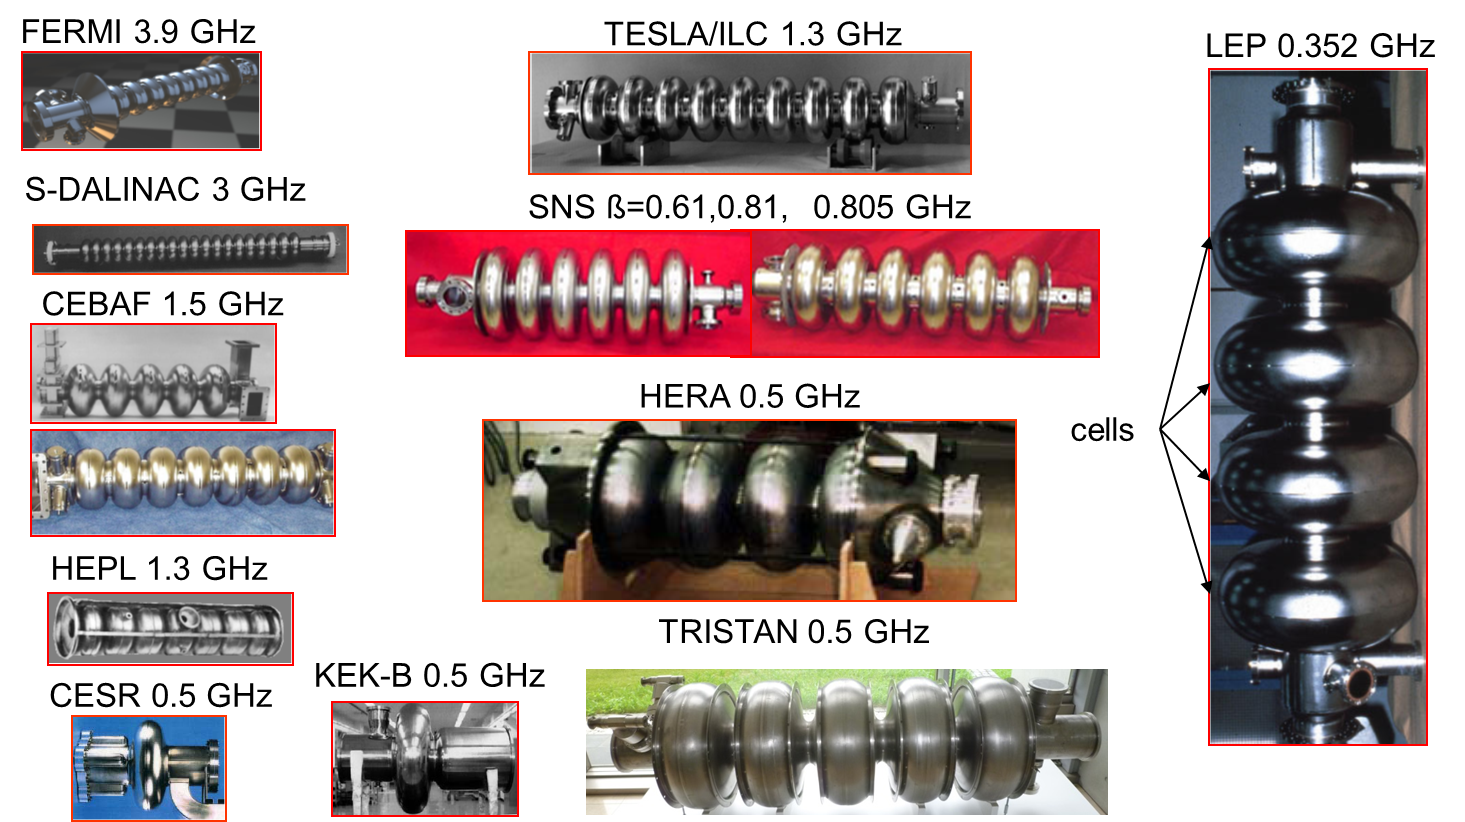 FERMI 3.9 GHz
TESLA/ILC 1.3 GHz
LEP 0.352 GHz
S-DALINAC 3 GHz
SNS ß=0.61,0.81, 0.805 GHz
CEBAF 1.5 GHz
HERA 0.5 GHz
cells
HEPL 1.3 GHz
TRISTAN 0.5 GHz
KEK-B 0.5 GHz
CESR 0.5 GHz